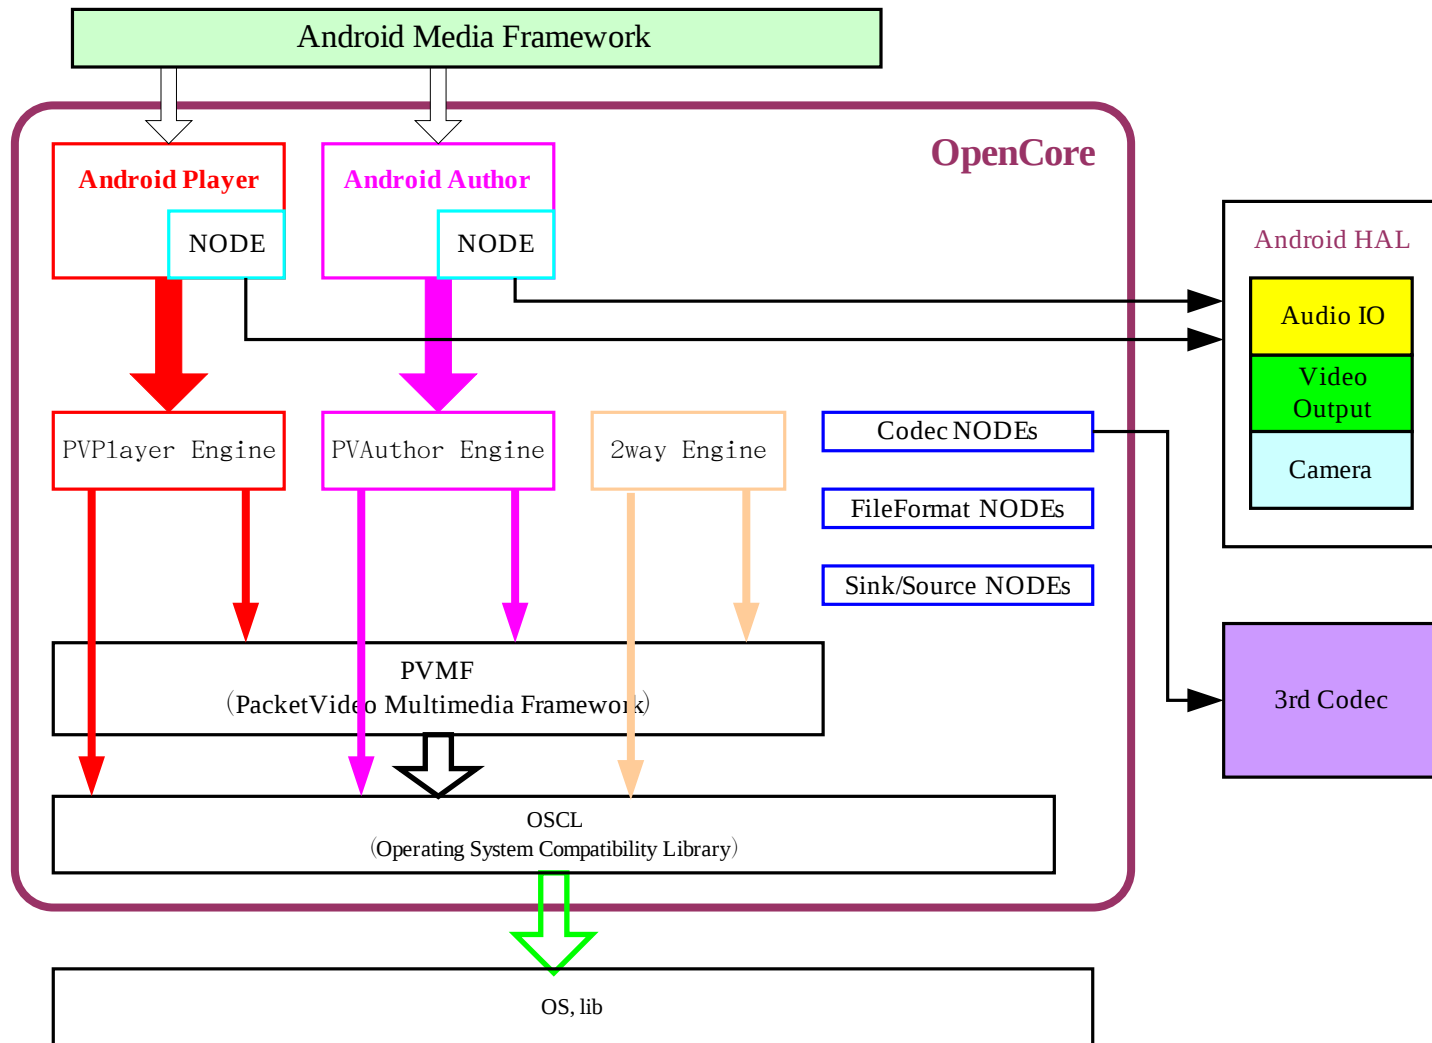 Android Media Framework
OpenCore
Android Player
NODE
Android Author
NODE
Android HAL
Audio IO
Video
Output
Camera
PVPlayer Engine
PVAuthor Engine
2way Engine
Codec NODEs
FileFormat NODEs
Sink/Source NODEs
PVMF
(PacketVideo Multimedia Framework)
3rd Codec
OSCL
(Operating System Compatibility Library)
OS, lib